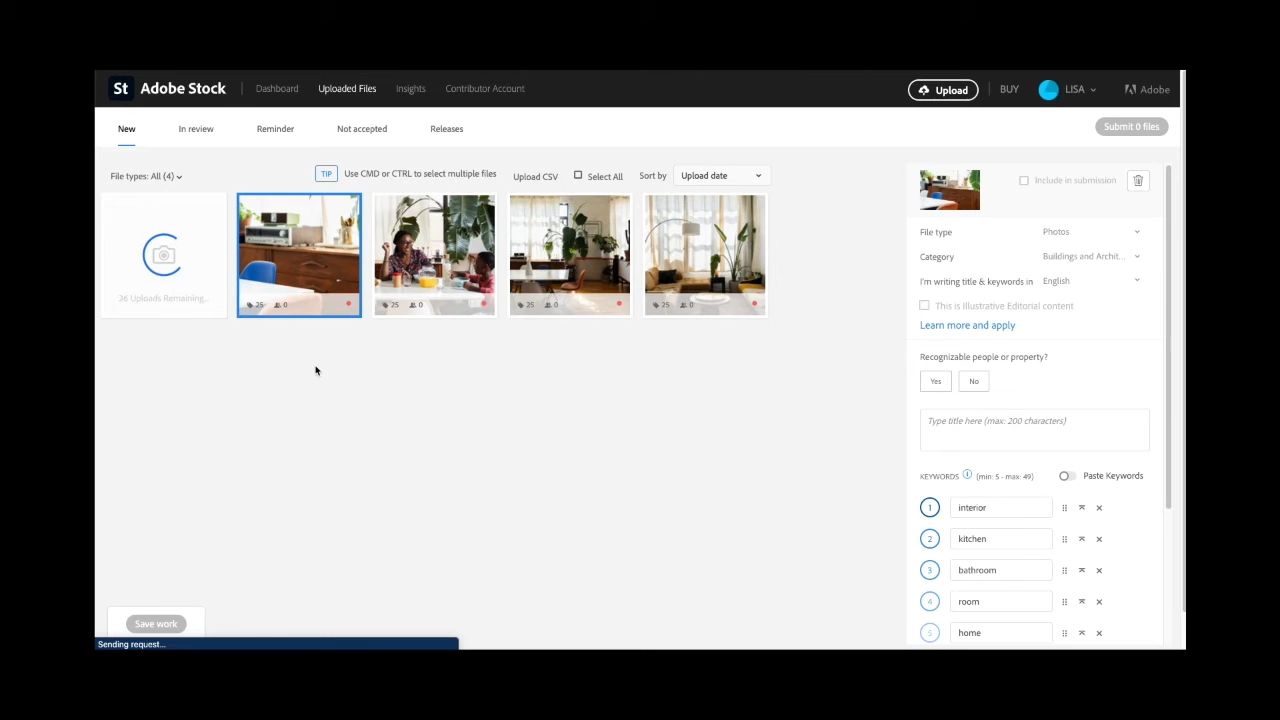 St Adobe Stock Dashboard Uploaded Files Insights Contributor Account Upload BUY LISA Adobe
New In review Reminder Not accepted Releases Submit 0 files
File types: All (4) TIP Use CMD or CTRL to select multiple files Upload CSV Select All Sort by Upload date
Include in submission
26 Uploads Remaining...
25 0 25 0 25 0 25 0
File type Photos
Category Buildings and Archit...
I'm writing title & keywords in English
This is Illustrative Editorial content
Learn more and apply
Recognizable people or property?
Yes No
Type title here (max: 200 characters)
KEYWORDS i (min: 5 - max: 49) Paste Keywords
1 interior
2 kitchen
3 bathroom
4 room
5 home
Save work
Sending request...